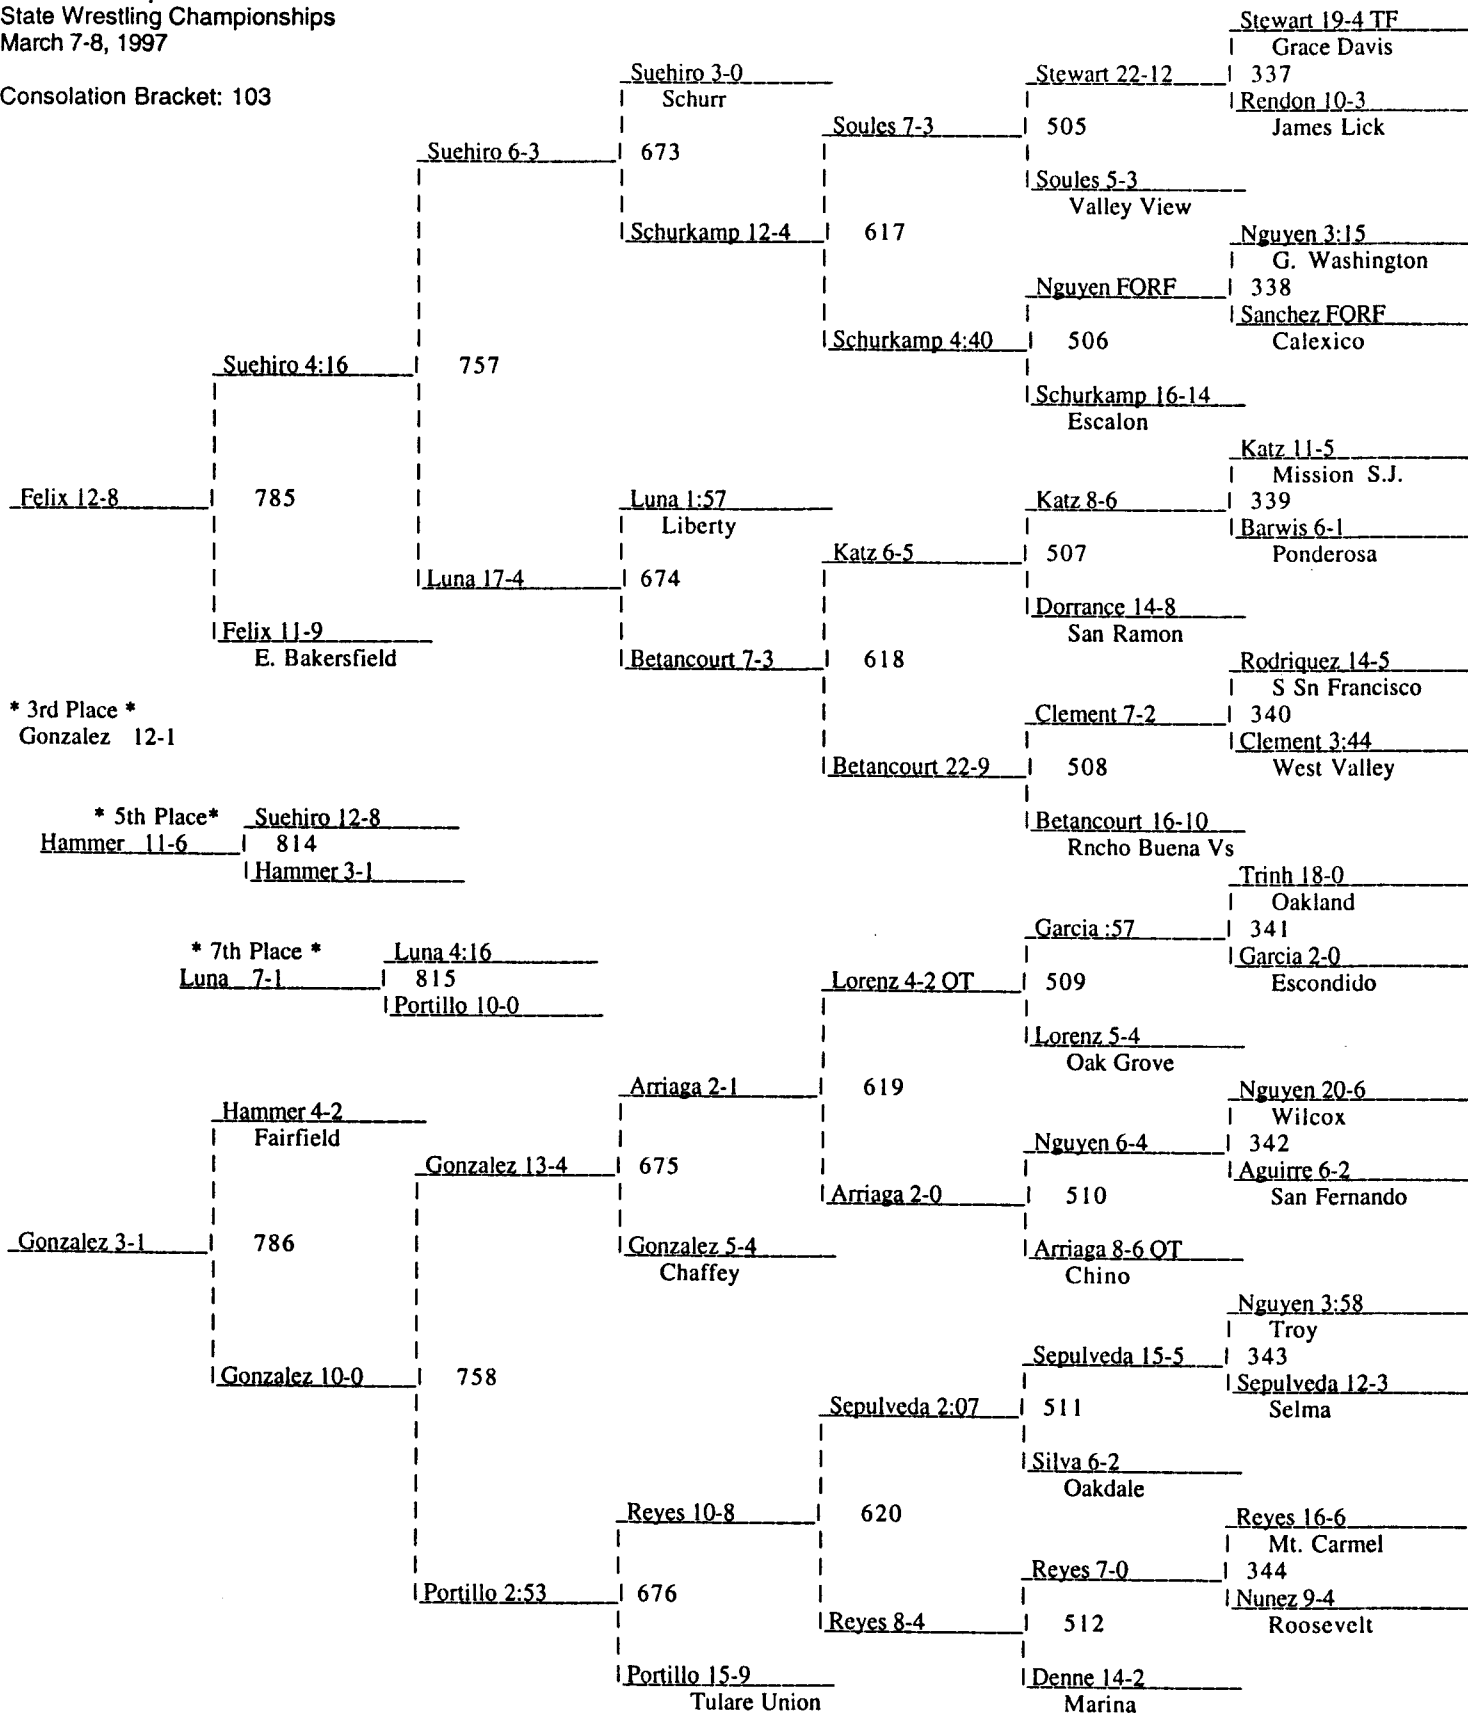 State Wrestling Championships
March 7-8, 1997
Consolation Bracket: 103
Stewart 19-4 TF
Grace Davis
Suehiro 3-0
Stewart 22-12
337
Schurr
Rendon 10-3
Soules 7-3
505
James Lick
Suehiro 6-3
673
Soules 5-3
Valley View
Schurkamp 12-4
617
Nguyen 3:15
G. Washington
Nguyen FORF
338
Sanchez FORF
Schurkamp 4:40
506
Calexico
Suehiro 4:16
757
Schurkamp 16-14
Escalon
Katz 11-5
Mission S.J.
Felix 12-8
785
Luna 1:57
Katz 8-6
339
Liberty
Barwis 6-1
Katz 6-5
507
Ponderosa
Luna 17-4
674
Dorrance 14-8
San Ramon
Felix 11-9
E. Bakersfield
Betancourt 7-3
618
Rodriquez 14-5
S Sn Francisco
* 3rd Place *
Gonzalez 12-1
Clement 7-2
340
Clement 3:44
Betancourt 22-9
508
West Valley
* 5th Place*
Suehiro 12-8
Betancourt 16-10
Hammer 11-6
814
Rncho Buena Vs
Hammer 3-1
Trinh 18-0
Oakland
Garcia :57
341
* 7th Place *
Luna 4:16
Garcia 2-0
Luna 7-1
815
Lorenz 4-2 OT
509
Escondido
Portillo 10-0
Lorenz 5-4
Oak Grove
Arriaga 2-1
619
Nguyen 20-6
Hammer 4-2
Wilcox
Fairfield
Nguyen 6-4
342
Gonzalez 13-4
675
Aguirre 6-2
Arriaga 2-0
510
San Fernando
Gonzalez 3-1
786
Gonzalez 5-4
Arriaga 8-6 OT
Chaffey
Chino
Nguyen 3:58
Troy
Sepulveda 15-5
343
Gonzalez 10-0
758
Sepulveda 12-3
Sepulveda 2:07
511
Selma
Silva 6-2
Oakdale
Reyes 10-8
620
Reyes 16-6
Mt. Carmel
Reyes 7-0
344
Portillo 2:53
676
Nunez 9-4
Reyes 8-4
512
Roosevelt
Portillo 15-9
Denne 14-2
Tulare Union
Marina